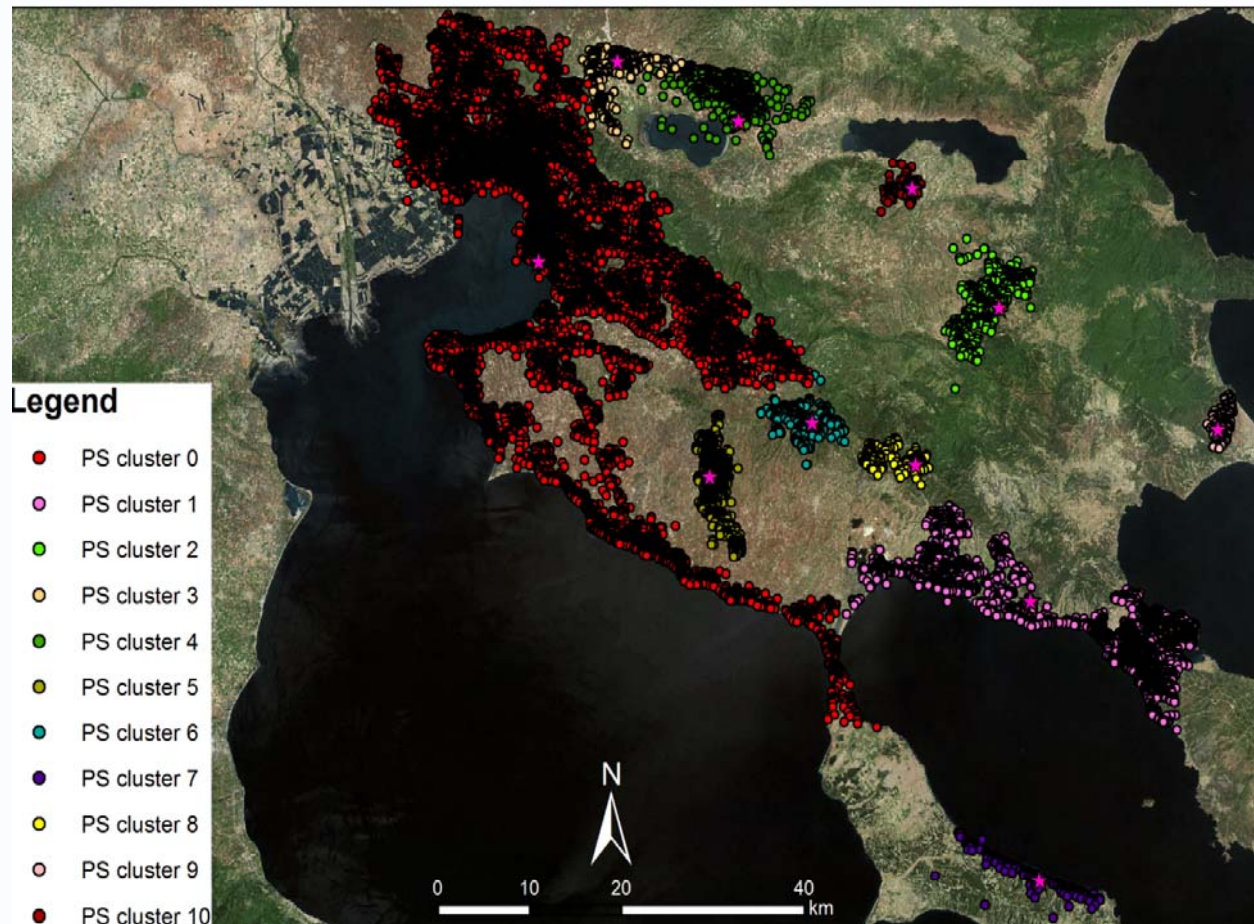 Legend
PS cluster 0
PS cluster 1
PS cluster 2
PS cluster 3
PS cluster 4
PS cluster 5
PS cluster 6
PS cluster 7
PS cluster 8
PS cluster 9
PS cluster 10
N
0 10 20 40
km